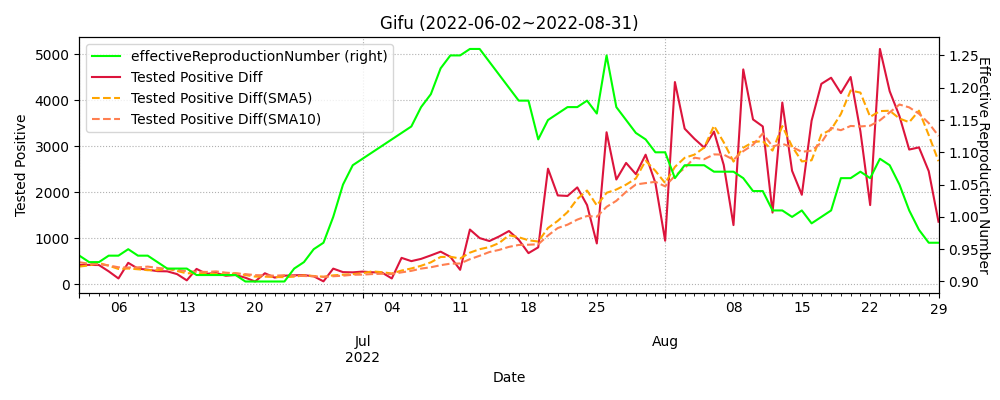 Gifu (2022-06-02~2022-08-31)
effectiveReproductionNumber (right)
Tested Positive Diff
Tested Positive Diff(SMA5)
Tested Positive Diff(SMA10)
Tested Positive
5000
4000
3000
2000
1000
0
1.25
1.20
1.15
1.10
1.05
1.00
0.95
0.90
Effective Reproduction Number
06
13
20
27
04
11
18
25
08
15
22
29
Jul
2022
Aug
Date